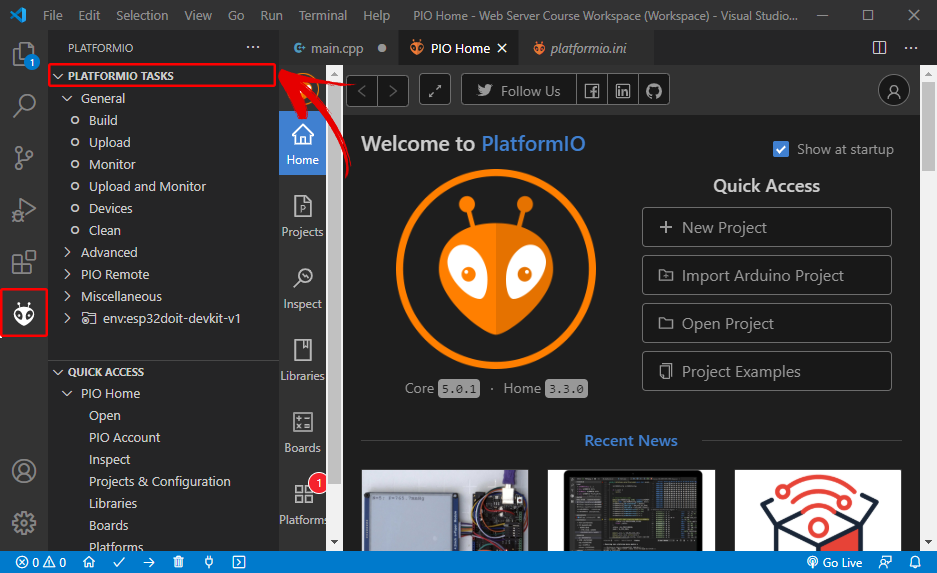 File Edit Selection View Go Run Terminal Help PIO Home - Web Server Course Workspace (Workspace) - Visual Studio...
PLATFORMIO
main.cpp
PIO Home
platformio.ini
1
PLATFORMIO TASKS
General
Build
Upload
Monitor
Upload and Monitor
Devices
Clean
Advanced
PIO Remote
Miscellaneous
env:esp32doit-devkit-v1
QUICK ACCESS
PIO Home
Open
PIO Account
Inspect
Projects & Configuration
Libraries
Boards
Platforms
Home
Projects
Inspect
Libraries
Boards
1
Platforms
Follow Us
Welcome to PlatformIO
Show at startup
Quick Access
New Project
Import Arduino Project
Open Project
Project Examples
Core 5.0.1 · Home 3.3.0
Recent News
0 0
Go Live